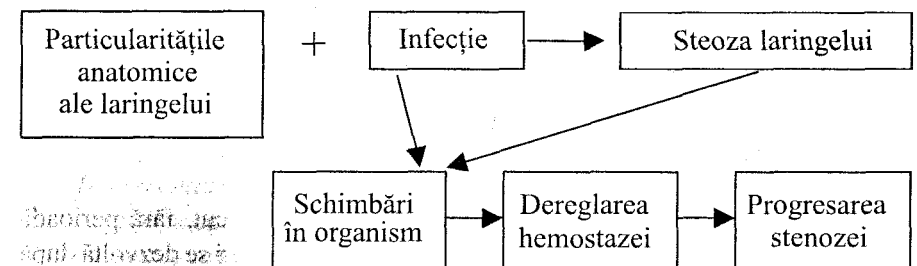 Particularitățile
anatomice
ale laringelui
+
Infecție
Steoza laringelui
Schimbări
în organism
Dereglarea
hemostazei
Progresarea
stenozei